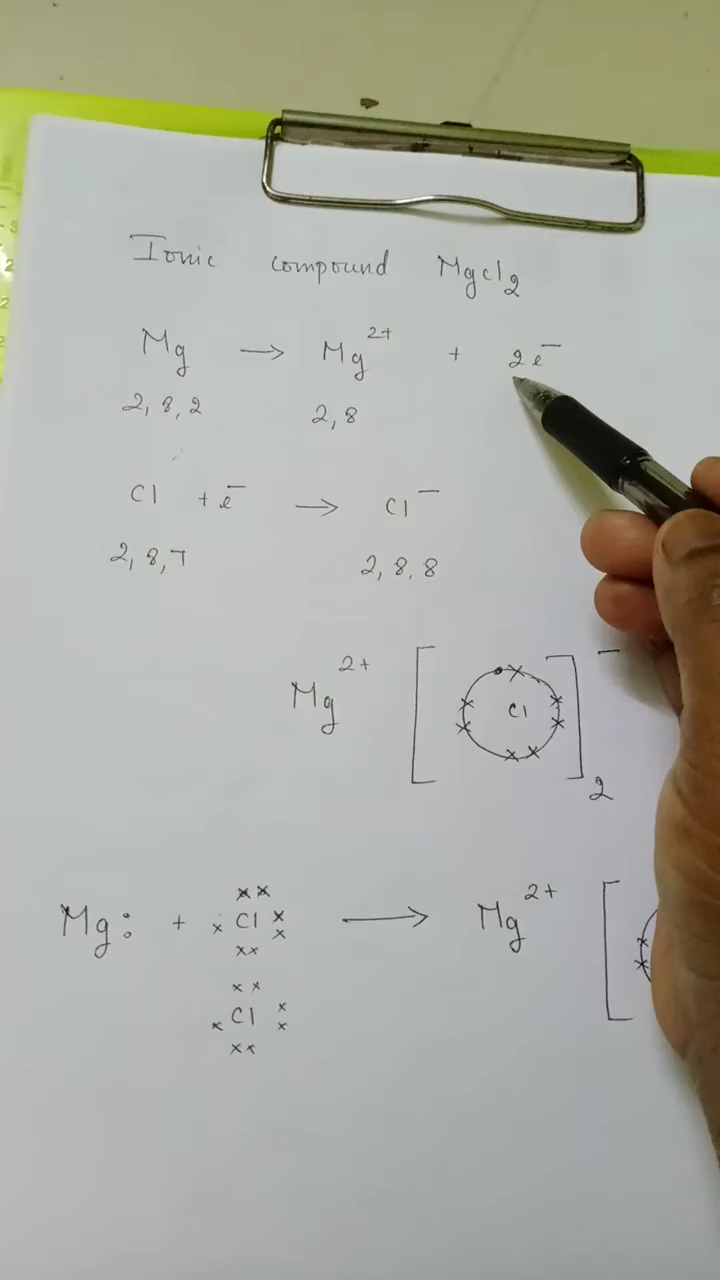 Ionic compound Mgcl₂
Mg → Mg²⁺ + 2e⁻
2,8,2 2,8
Cl + e⁻ → Cl⁻
2,8,7 2,8,8
Mg²⁺ [Cl]⁻₂
Mg: + Cl → Mg²⁺ [
Cl